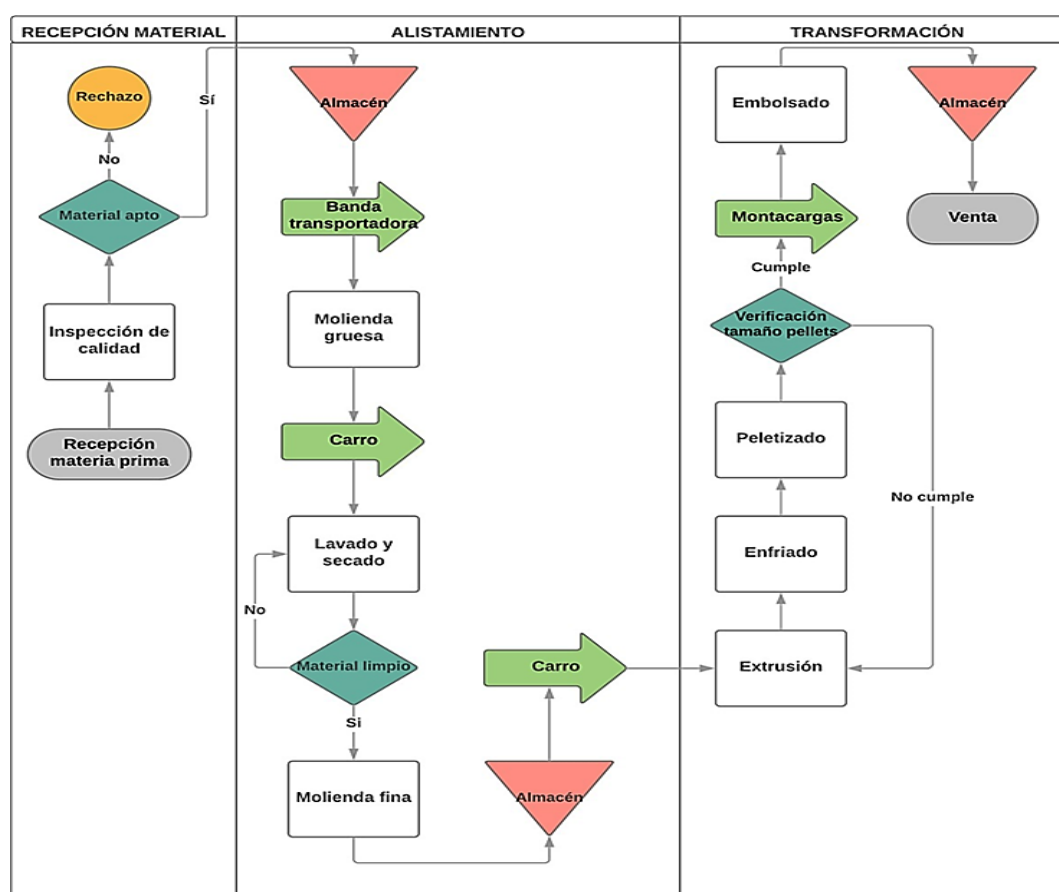 RECEPCIÓN MATERIAL
ALISTAMIENTO
TRANSFORMACIÓN
Rechazo
No
Sí
Material apto
Inspección de
calidad
Recepción
materia prima
Almacén
Banda
transportadora
Molienda
gruesa
Carro
Lavado y
secado
No
Material limpio
Si
Molienda fina
Almacén
Carro
Embolsado
Montacargas
Cumple
Verificación
tamaño pellets
Peletizado
No cumple
Enfriado
Extrusión
Almacén
Venta